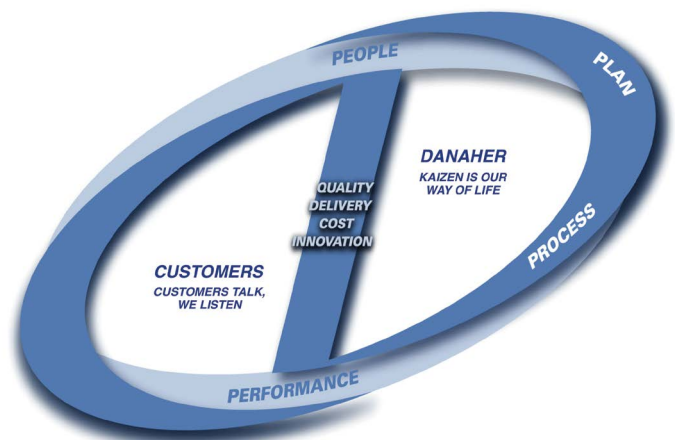 PEOPLE
PLAN
DANAHER
KAIZEN IS OUR
WAY OF LIFE
QUALITY
DELIVERY
COST
INNOVATION
PROCESS
CUSTOMERS
CUSTOMERS TALK,
WE LISTEN
PERFORMANCE